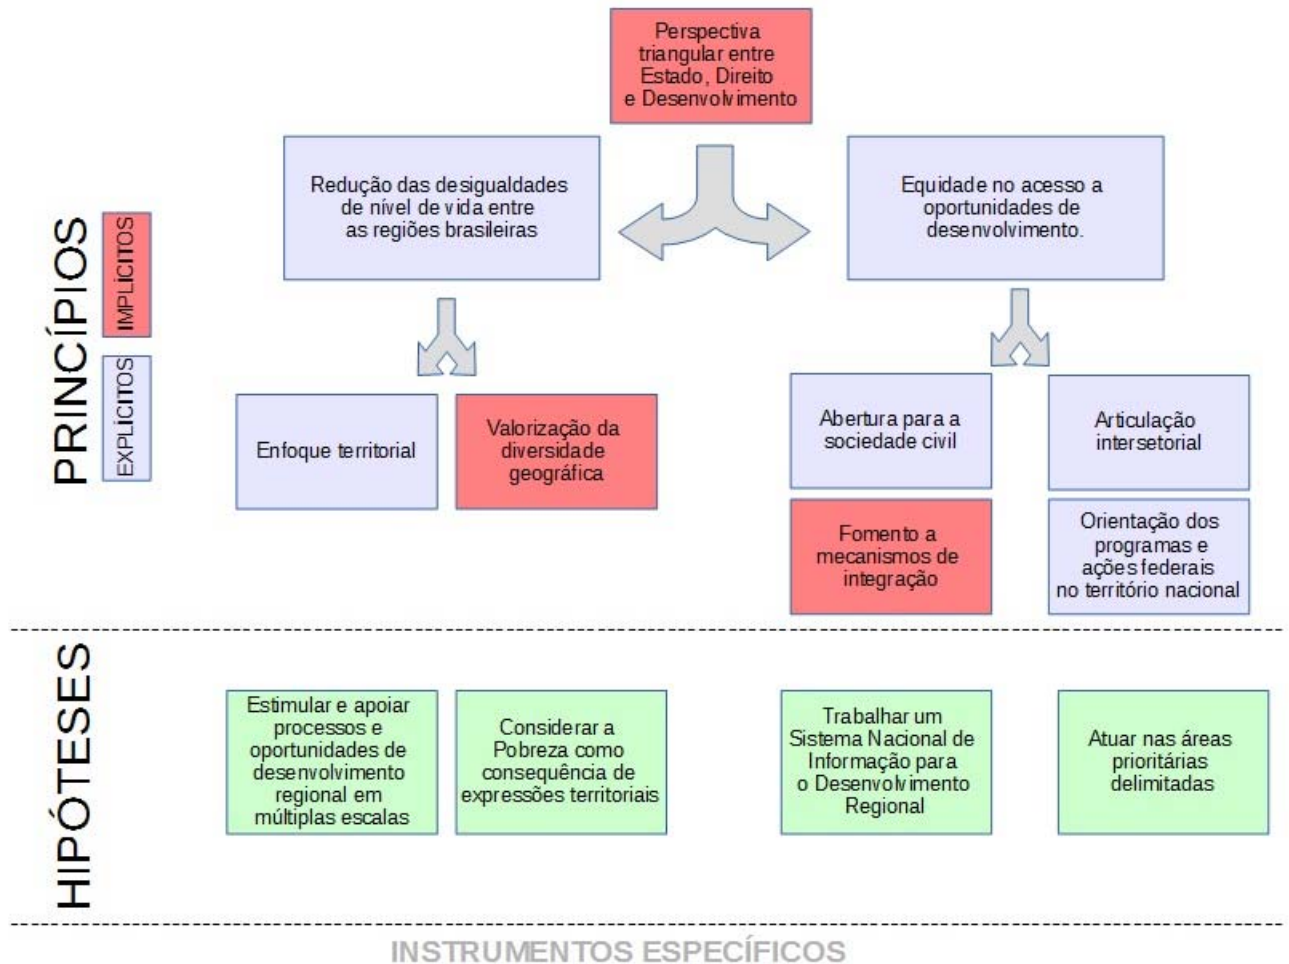 Perspectiva
triangular entre
Estado, Direito
e Desenvolvimento
Redução das desigualdades
de nível de vida entre
as regiões brasileiras
Equidade no acesso a
oportunidades de
desenvolvimento.
PRINCÍPIOS
IMPLÍCITOS
EXPLÍCITOS
Enfoque territorial
Valorização da
diversidade
geográfica
Abertura para a
sociedade civil
Articulação
intersetorial
Fomento a
mecanismos de
integração
Orientação dos
programas e
ações federais
no território nacional
HIPÓTESES
Estimular e apoiar
processos e
oportunidades de
desenvolvimento
regional em
múltiplas escalas
Considerar a
Pobreza como
consequência de
expressões territoriais
Trabalhar um
Sistema Nacional de
Informação para
o Desenvolvimento
Regional
Atuar nas áreas
prioritárias
delimitadas
INSTRUMENTOS ESPECÍFICOS